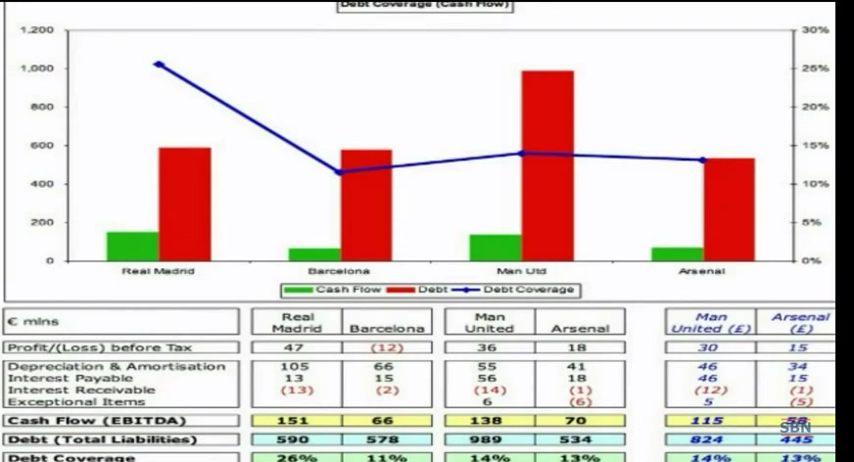 Debt Coverage (Cash Flow)
1,200 30%
1,000 25%
800 20%
600 15%
400 10%
200 5%
0 0%
Real Madrid Barcelona Man Utd Arsenal
Cash Flow Debt Debt Coverage
€ mlns Real Madrid Barcelona Man United Arsenal Man United (£) Arsenal (£)
Profit/(Loss) before Tax 47 (12) 36 18 30 15
Depreciation & Amortisation 105 66 55 41 46 34
Interest Payable 13 15 56 18 46 15
Interest Receivable (13) (2) (14) (1) (12) (1)
Exceptional Items 6 (6) 5 (5)
Cash Flow (EBITDA) 151 66 138 70 115 58
SBN
Debt (Total Liabilities) 590 578 989 534 824 445
Debt Coverage 26% 11% 14% 13% 14% 13%